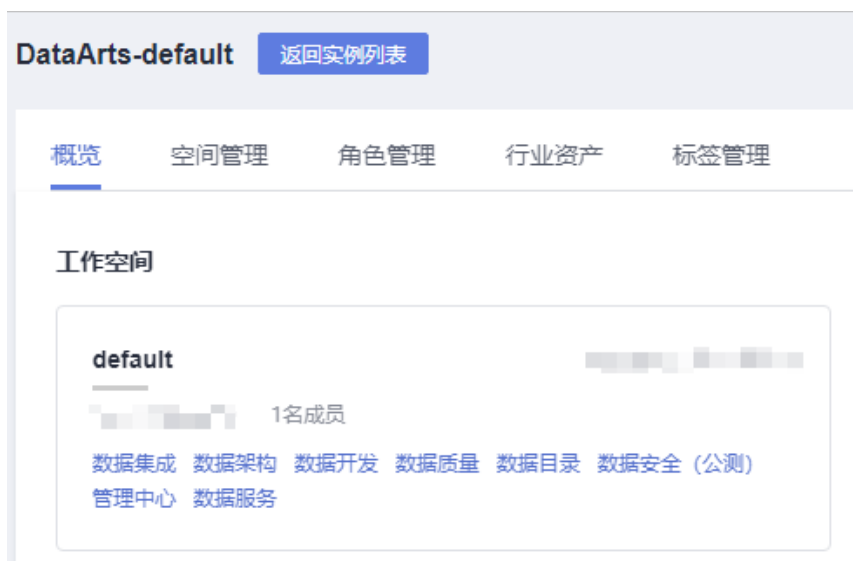 DataArts-default 返回实例列表
概览 空间管理 角色管理 行业资产 标签管理
工作空间
default
1名成员
数据集成 数据架构 数据开发 数据质量 数据目录 数据安全（公测）
管理中心 数据服务